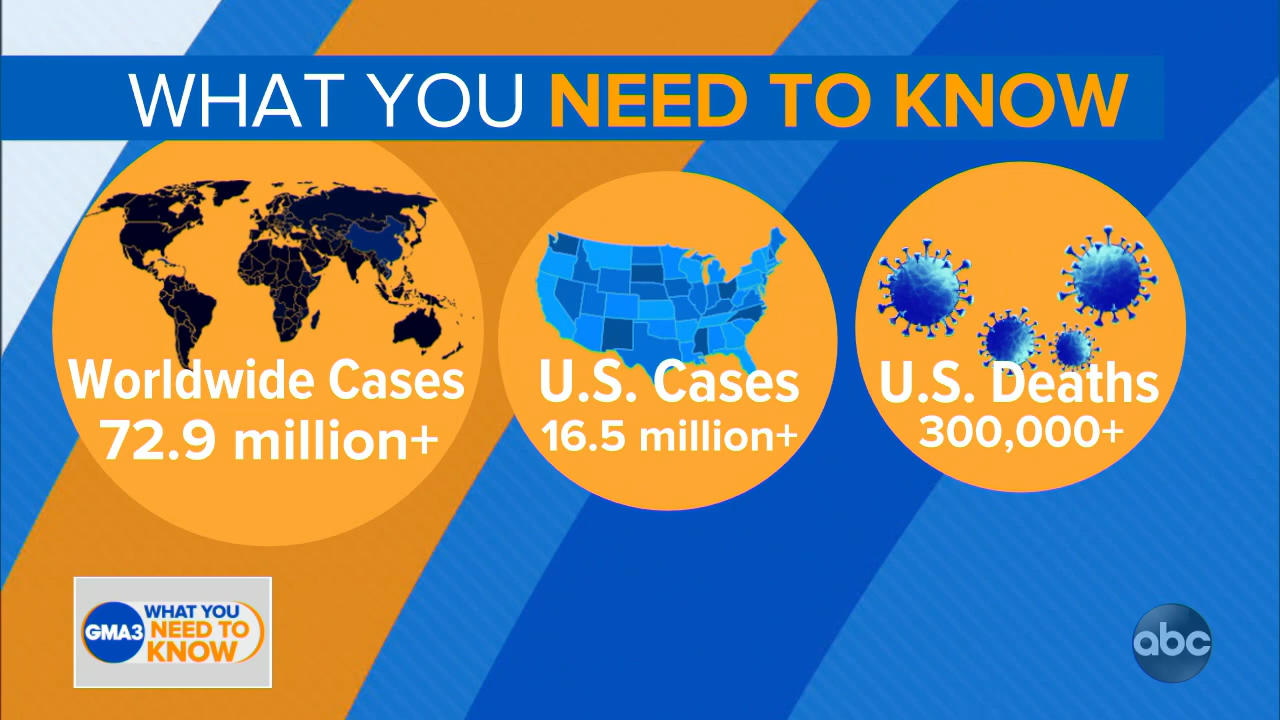 WHAT YOU NEED TO KNOW
Worldwide Cases
72.9 million+
U.S. Cases
16.5 million+
U.S. Deaths
300,000+
GMA3
WHAT YOU
NEED TO
KNOW
abc